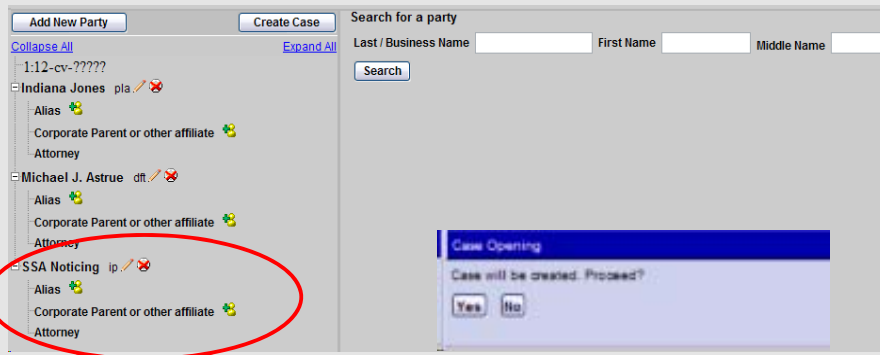 Add New Party
Create Case
Collapse All
Expand All
1:12-cv-?????
Indiana Jones pla
Alias
Corporate Parent or other affiliate
Attorney
Michael J. Astrue dft
Alias
Corporate Parent or other affiliate
Attorney
SSA Noticing ip
Alias
Corporate Parent or other affiliate
Attorney
Search for a party
Last / Business Name
First Name
Middle Name
Search
Case Opening
Case will be created. Proceed?
Yes
No